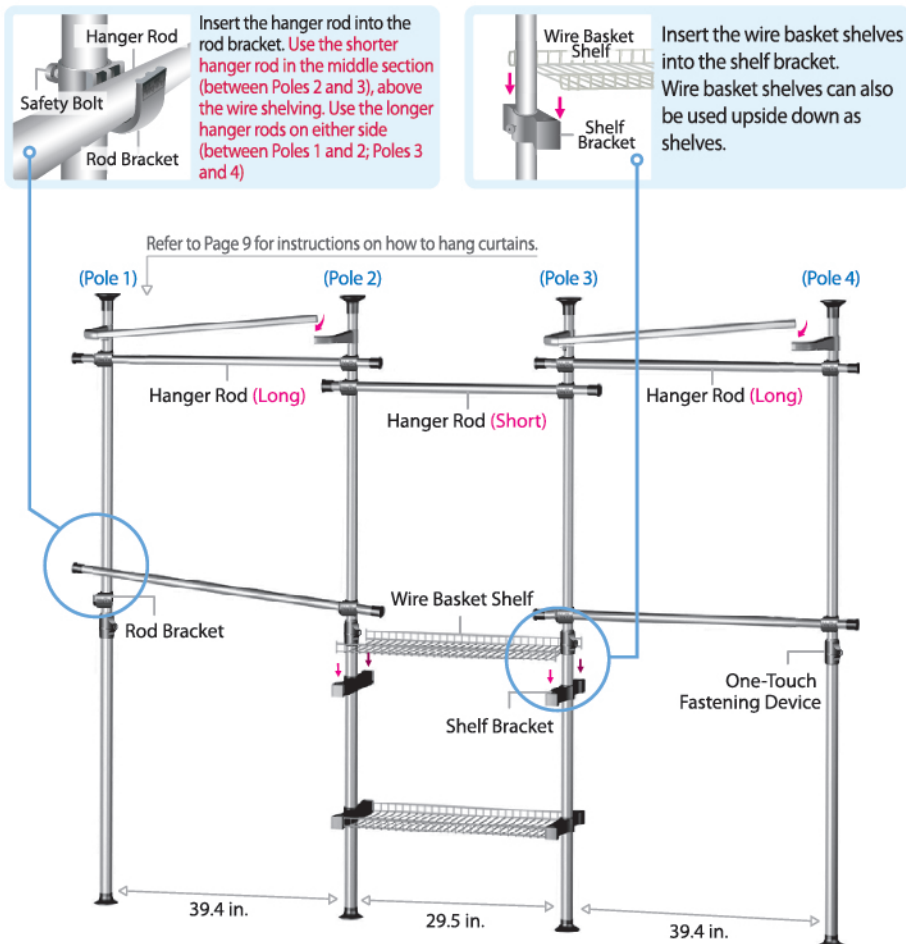 Hanger Rod
Safety Bolt
Rod Bracket
Insert the hanger rod into the
rod bracket. Use the shorter
hanger rod in the middle section
(between Poles 2 and 3), above
the wire shelving. Use the longer
hanger rods on either side
(between Poles 1 and 2; Poles 3
and 4)
Wire Basket
Shelf
Shelf
Bracket
Insert the wire basket shelves
into the shelf bracket.
Wire basket shelves can also
be used upside down as
shelves.
Refer to Page 9 for instructions on how to hang curtains.
(Pole 1)
(Pole 2)
(Pole 3)
(Pole 4)
Hanger Rod (Long)
Hanger Rod (Short)
Hanger Rod (Long)
Wire Basket Shelf
Rod Bracket
One-Touch
Fastening Device
Shelf Bracket
39.4 in.
29.5 in.
39.4 in.